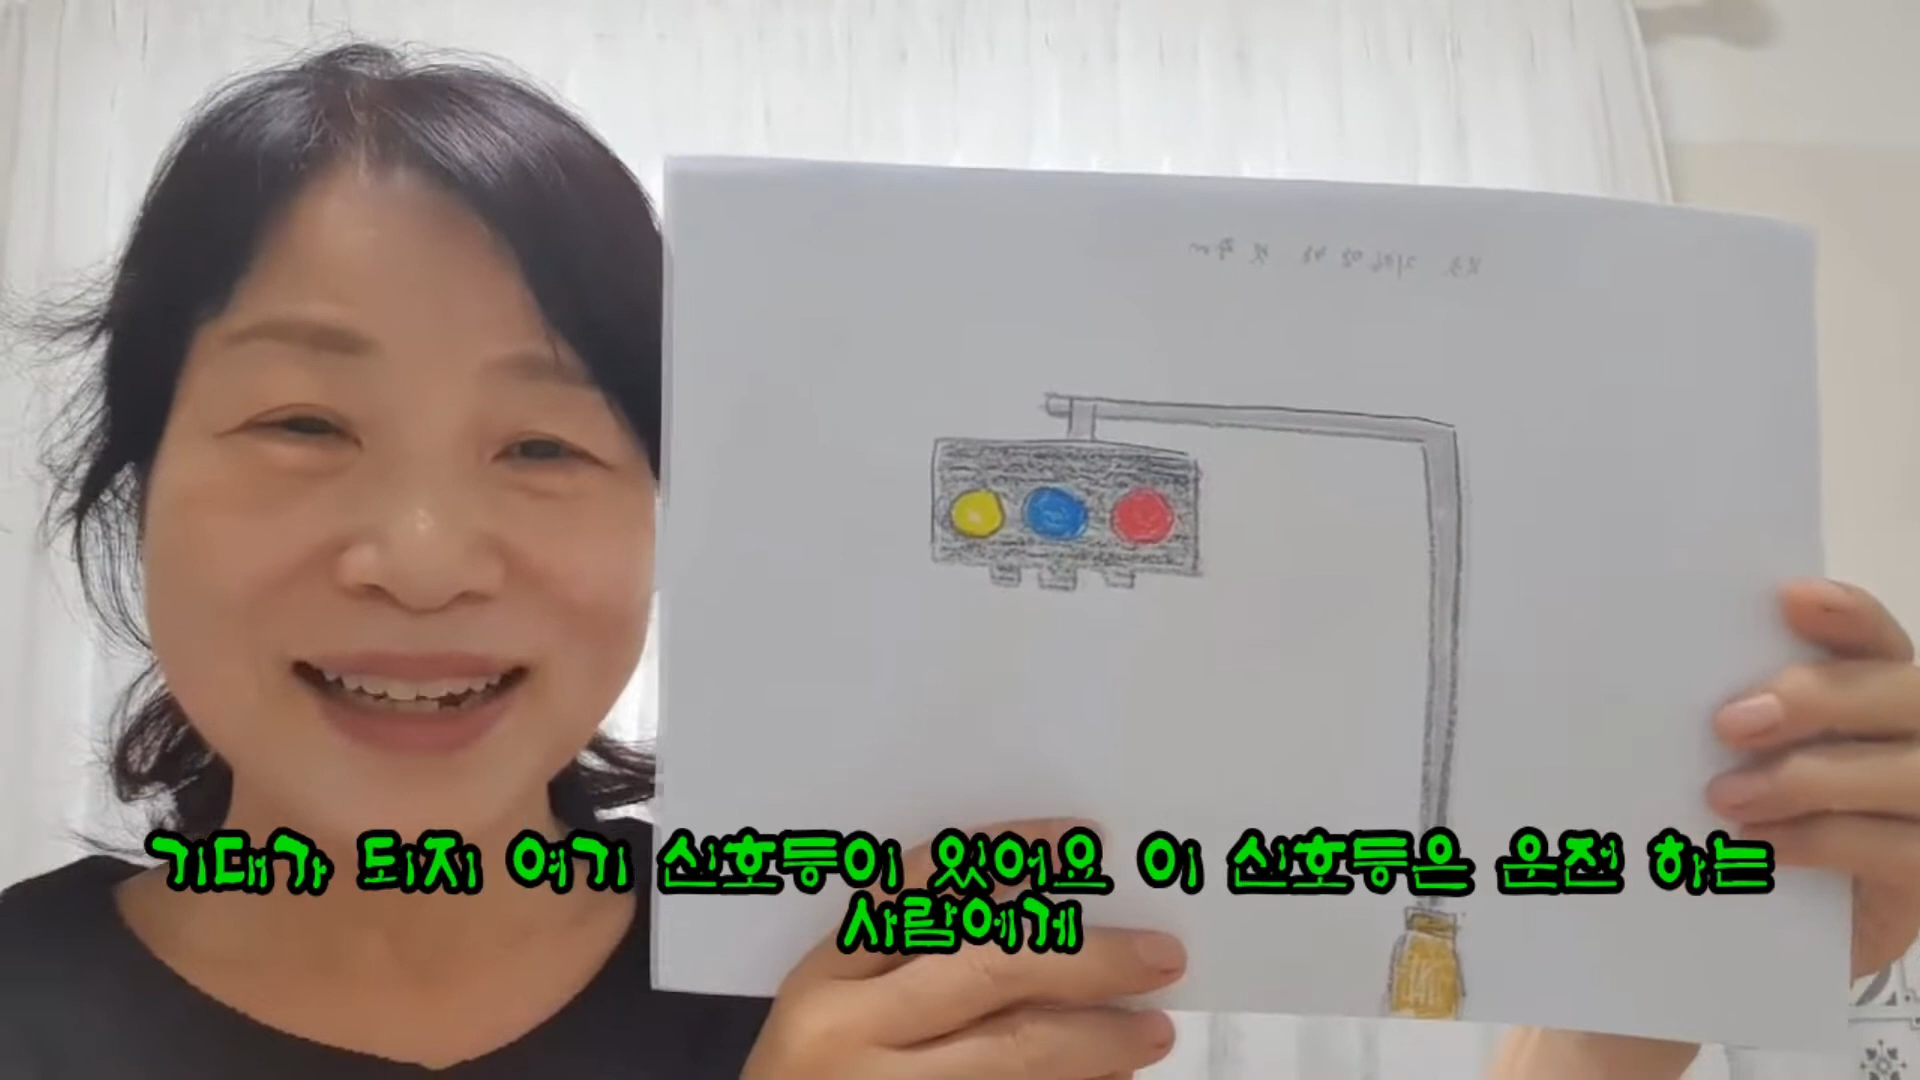 기대가 되지 여기 신호등이 있어요 이 신호등은 운전 하는
사람에게